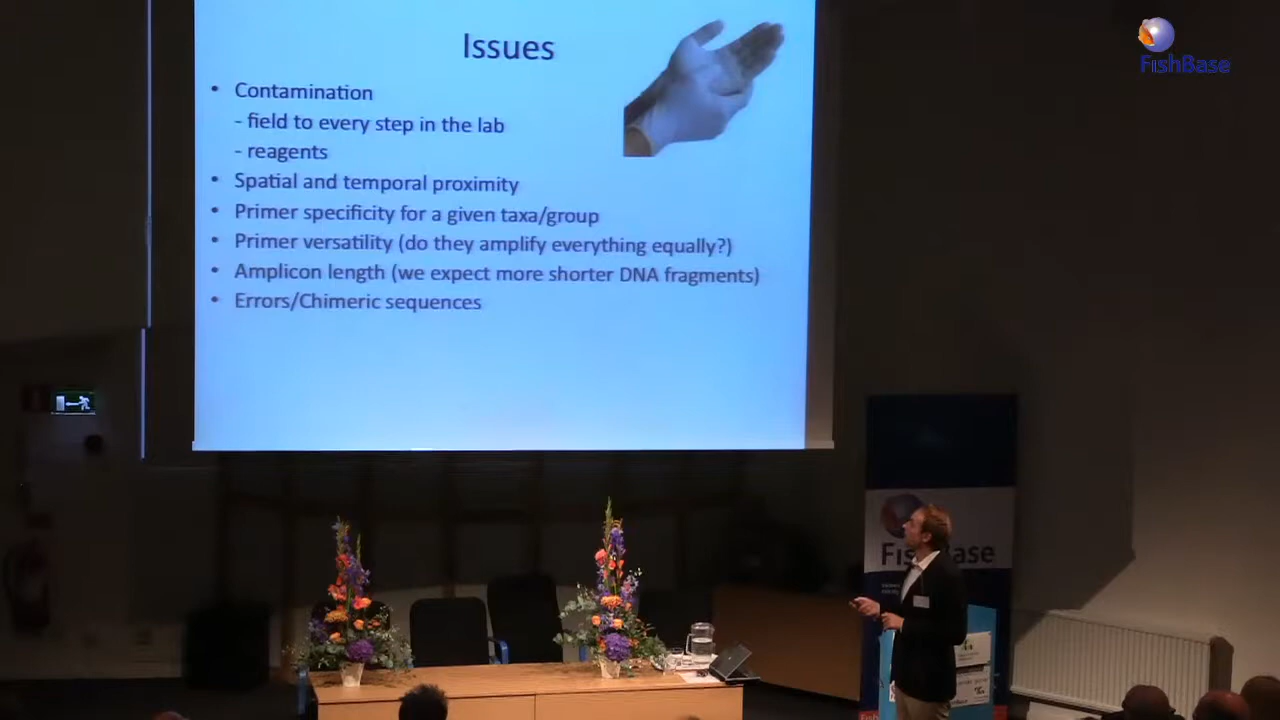 Issues
FishBase
• Contamination
- field to every step in the lab
- reagents
• Spatial and temporal proximity
• Primer specificity for a given taxa/group
• Primer versatility (do they amplify everything equally?)
• Amplicon length (we expect more shorter DNA fragments)
• Errors/Chimeric sequences
Fis Base